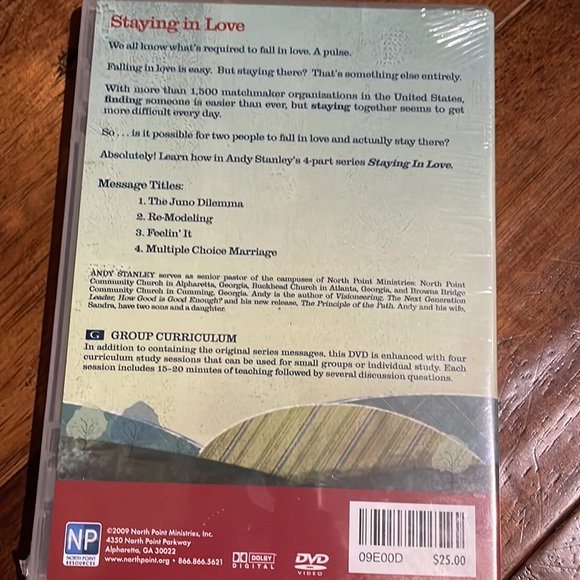 Staying in Love
We all know what's required to fall in love. A pulse.
Falling in love is easy. But staying there? That's something else entirely.
With more than 1,500 matchmaker organizations in the United States,
finding someone is easier than ever, but staying together seems to get
more difficult every day.
So . . . is it possible for two people to fall in love and actually stay there?
Absolutely! Learn how in Andy Stanley's 4-part series Staying In Love.
Message Titles:
1. The Juno Dilemma
2. Re-Modeling
3. Feelin' It
4. Multiple Choice Marriage
ANDY STANLEY serves as senior pastor of the campuses of North Point Ministries: North Point
Community Church in Alpharetta, Georgia, Buckhead Church in Atlanta, Georgia, and Browns Bridge
Community Church in Cumming, Georgia. Andy is the author of Visioneering, The Next Generation
Leader, How Good is Good Enough? and his new release, The Principle of the Path. Andy and his wife,
Sandra, have two sons and a daughter.
G GROUP CURRICULUM
In addition to containing the original series messages, this DVD is enhanced with four
curriculum study sessions that can be used for small groups or individual study. Each
session includes 15-20 minutes of teaching followed by several discussion questions.
NP
NORTH POINT
RESOURCES
©2009 North Point Ministries, Inc.
4350 North Point Parkway
Alpharetta, GA 30022
www.northpoint.org • 866.866.5621
DOLBY
DIGITAL
DVD
VIDEO
09E00D $25.00